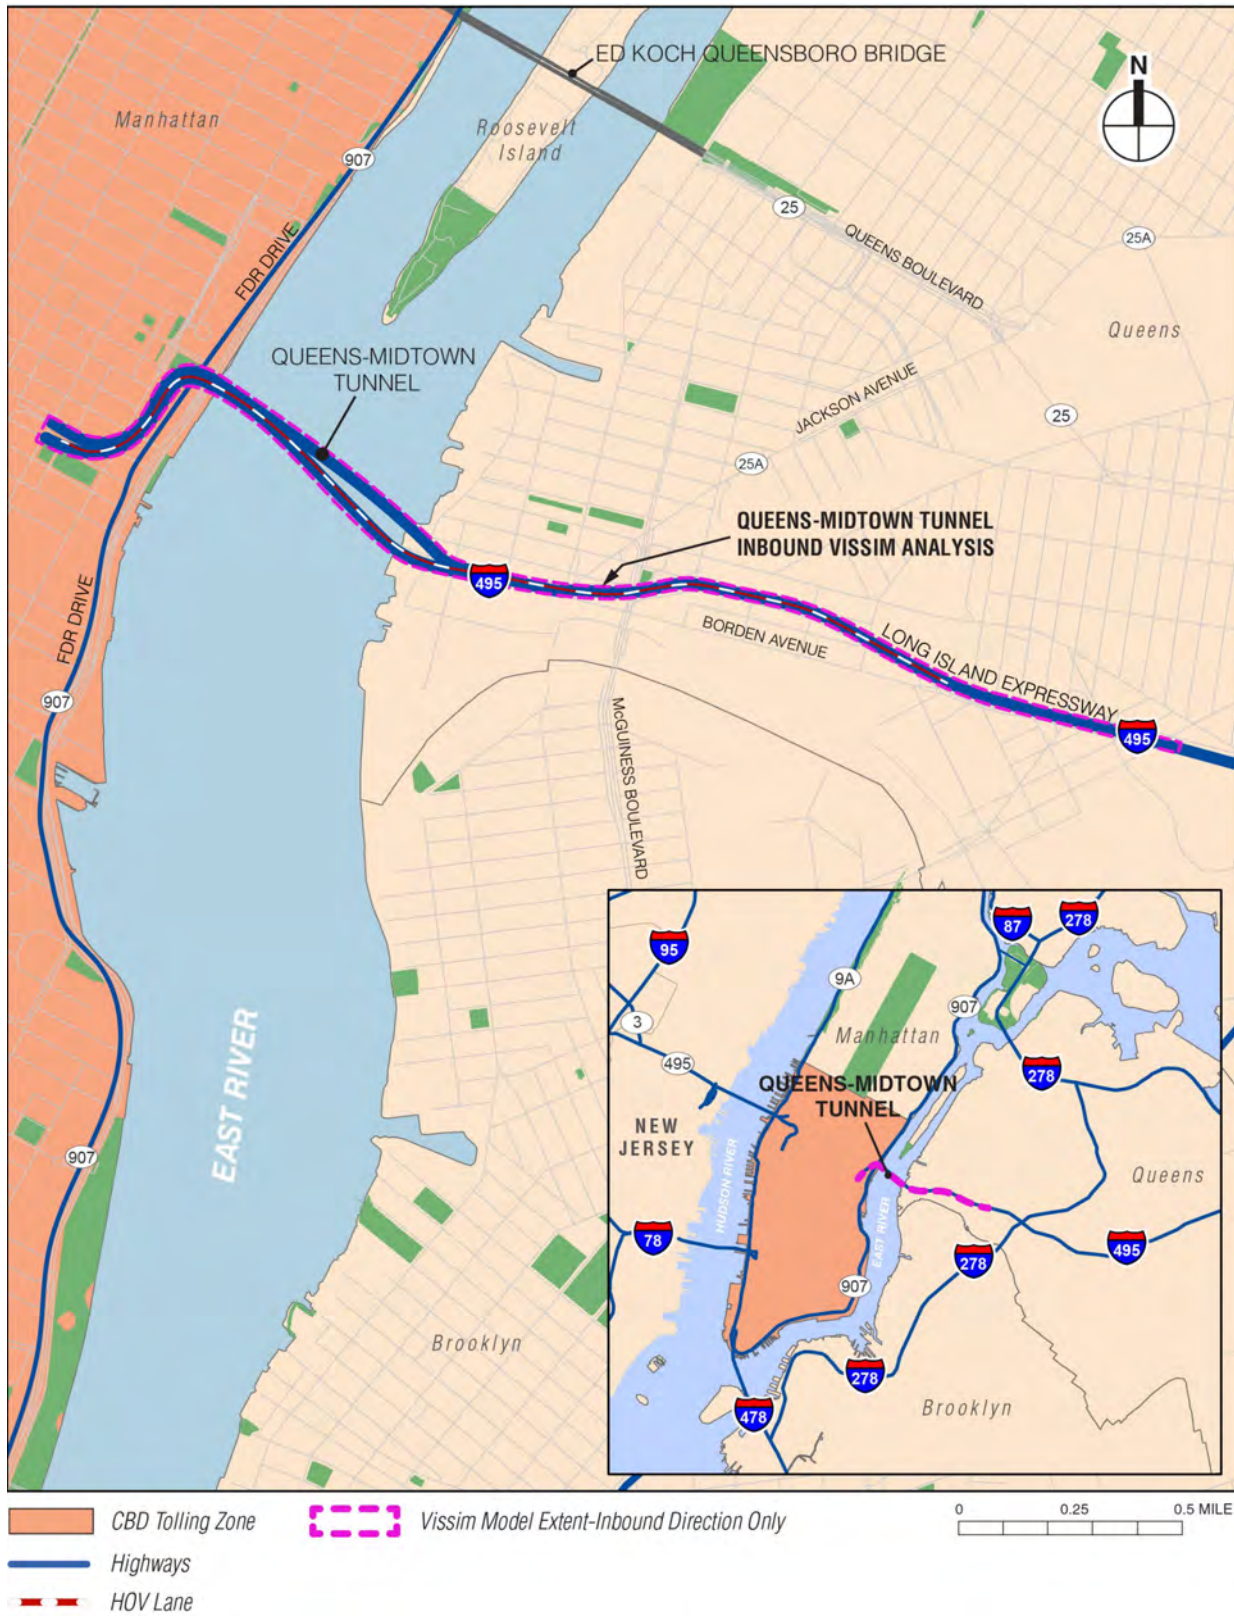 ED KOCH QUEENSBORO BRIDGE
N
Manhattan
Roosevelt
Island
907
25
25A
QUEENS BOULEVARD
FDR DRIVE
Queens
QUEENS-MIDTOWN
TUNNEL
JACKSON AVENUE
25
25A
QUEENS-MIDTOWN TUNNEL
INBOUND VISSIM ANALYSIS
495
FDR DRIVE
BORDEN AVENUE
LONG ISLAND EXPRESSWAY
907
495
McGUINESS BOULEVARD
EAST RIVER
907
Brooklyn
87
278
95
9A
907
3
Manhattan
495
278
QUEENS-MIDTOWN
TUNNEL
NEW
JERSEY
HUDSON RIVER
Queens
EAST RIVER
78
278
495
907
278
478
Brooklyn
CBD Tolling Zone
Vissim Model Extent-Inbound Direction Only
0 0.25 0.5 MILE
Highways
HOV Lane